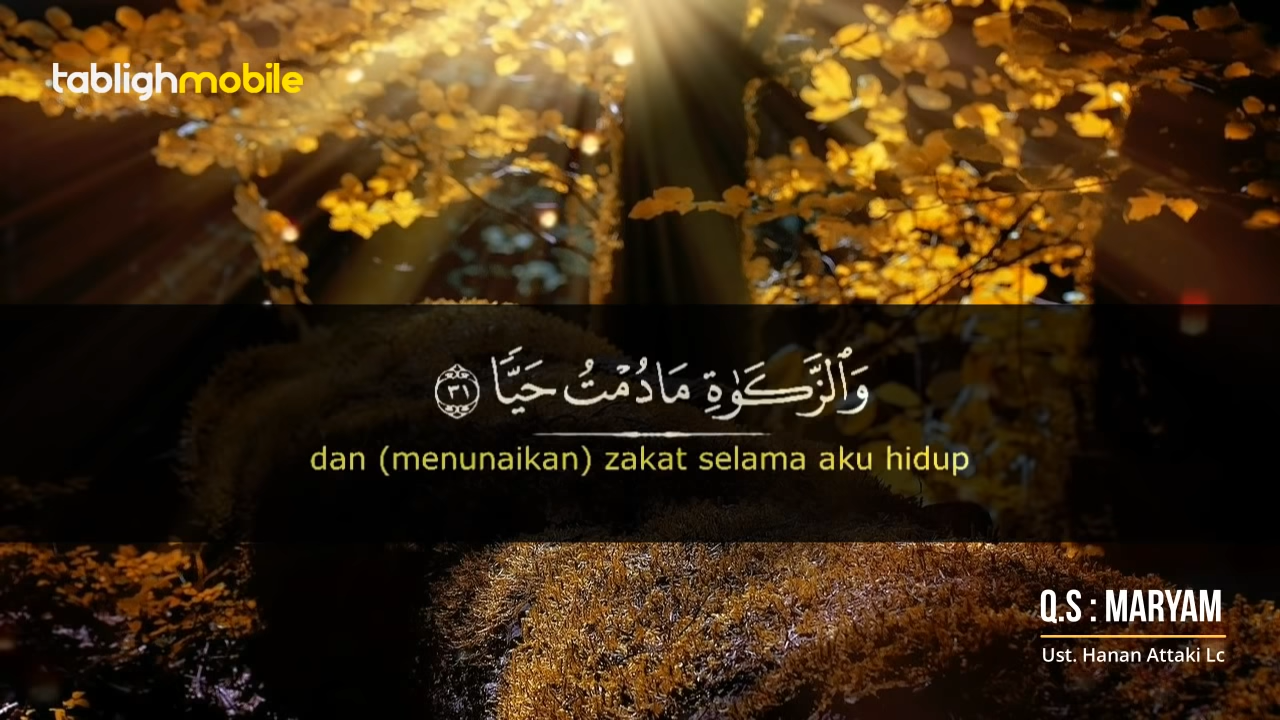 tablighmobile
وَٱلزَّكَوٰةِ مَا دُمْتُ حَيًّا ٣١
dan (menunaikan) zakat selama aku hidup
Q.S : MARYAM
Ust. Hanan Attaki Lc